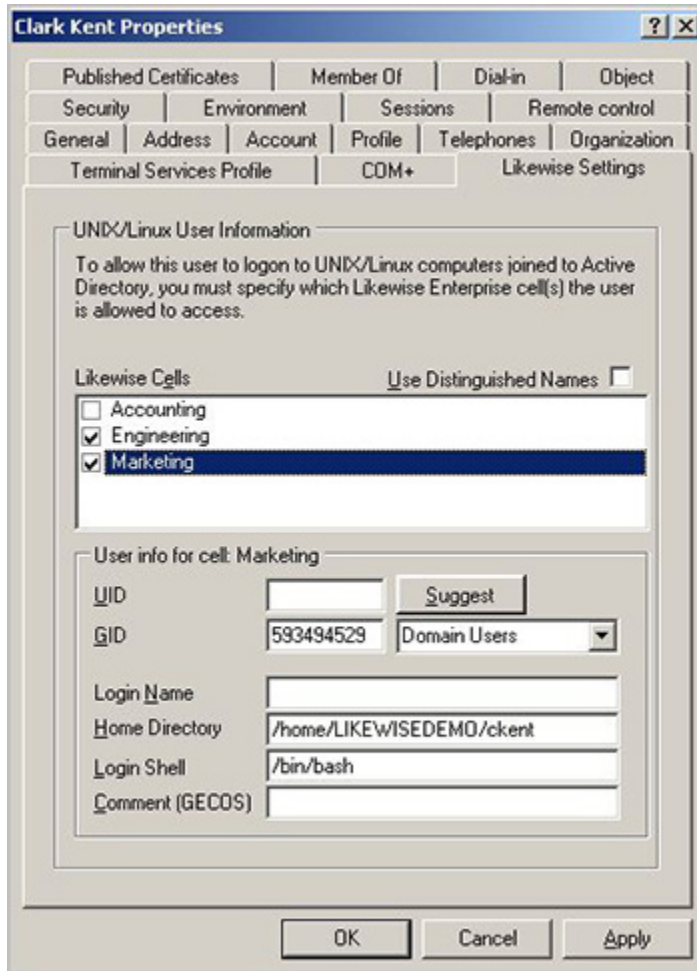 Clark Kent Properties
Published Certificates Member Of Dial-in Object
Security Environment Sessions Remote control
General Address Account Profile Telephones Organization
Terminal Services Profile COM+ Likewise Settings
UNIX/Linux User Information
To allow this user to logon to UNIX/Linux computers joined to Active
Directory, you must specify which Likewise Enterprise cell(s) the user
is allowed to access.
Likewise Cells Use Distinguished Names
Accounting
Engineering
Marketing
User info for cell: Marketing
UID Suggest
GID 593494529 Domain Users
Login Name
Home Directory /home/LIKEWISEDEMO/ckent
Login Shell /bin/bash
Comment (GECOS)
OK Cancel Apply